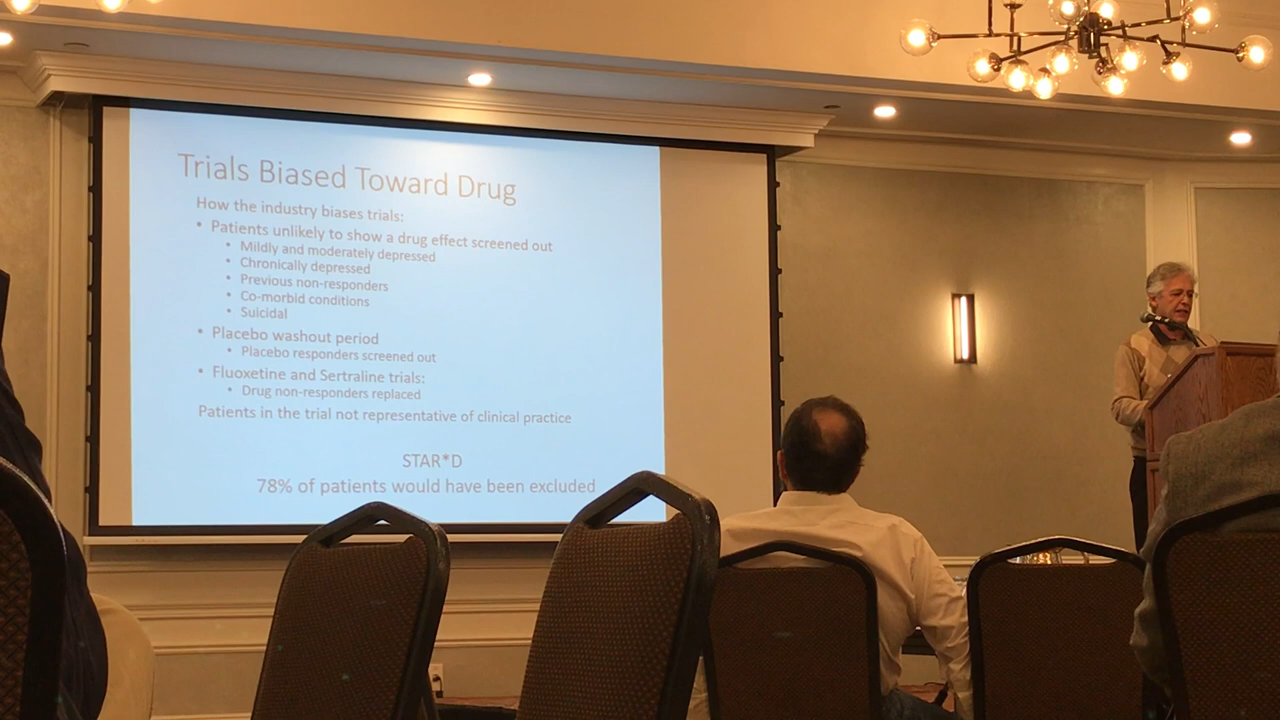 Trials Biased Toward Drug
How the industry biases trials:
• Patients unlikely to show a drug effect screened out
• Mildly and moderately depressed
• Chronically depressed
• Previous non-responders
• Co-morbid conditions
• Suicidal
• Placebo washout period
• Placebo responders screened out
• Fluoxetine and Sertraline trials:
• Drug non-responders replaced
Patients in the trial not representative of clinical practice
STAR*D
78% of patients would have been excluded